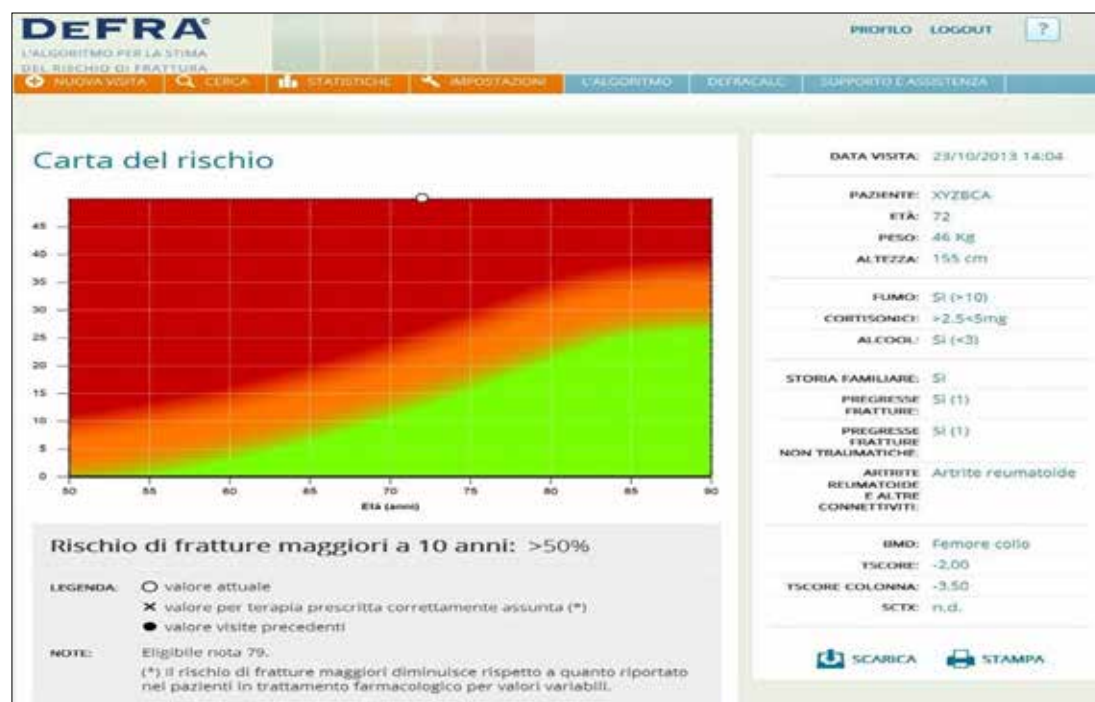 DEFRA®
L'ALGORITMO PER LA STIMA
DEL RISCHIO DI FRATTURA
PROFILO LOGOUT ?
NUOVA VISITA CERCA STATISTICHE IMPOSTAZIONI L'ALGORITMO DEFRACALC SUPPORTO E ASSISTENZA
Carta del rischio
45
40
35
30
25
20
15
10
5
0
50 55 60 65 70 75 80 85 90
Età (anni)
Rischio di fratture maggiori a 10 anni: >50%
LEGENDA: valore attuale
valore per terapia prescritta correttamente assunta (*)
valore visite precedenti
NOTE: Eligibile nota 79.
(*) il rischio di fratture maggiori diminuisce rispetto a quanto riportato
nei pazienti in trattamento farmacologico per valori variabili.
DATA VISITA: 23/10/2013 14:04
PAZIENTE: XYZBCA
ETÀ: 72
PESO: 46 Kg
ALTEZZA: 155 cm
FUMO: SI (>10)
CORTISONICI: >2.5<5mg
ALCOOL: Si (<3)
STORIA FAMILIARE: SI
PREGRESSE FRATTURE: SI (1)
PREGRESSE FRATTURE NON TRAUMATICHE: SI (1)
ARTRITE REUMATOIDE E ALTRE CONNETTIVITI: Artrite reumatoide
BMD: Femore collo
TSCORE: -2,00
TSCORE COLONNA: -3,50
SCTX: n.d.
SCARICA STAMPA